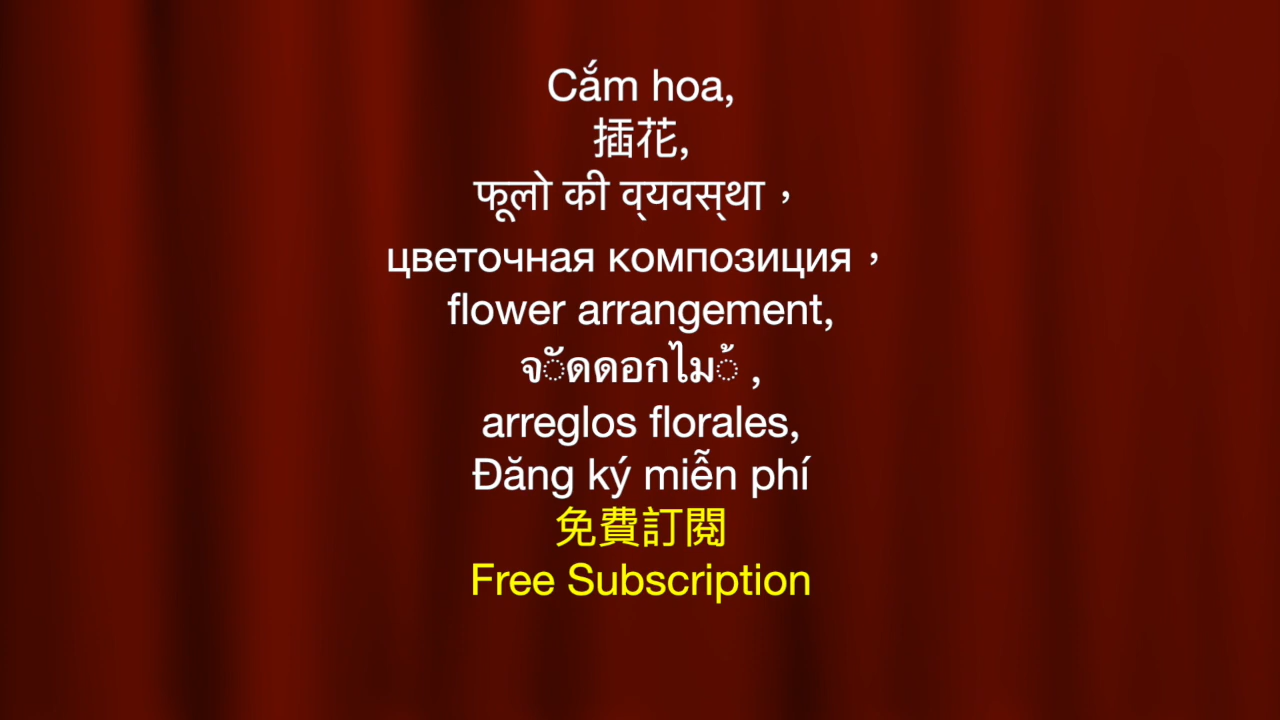 Cắm hoa,
插花,
फूलो की व्‌यवस्‌था，
цветочная композиция，
flower arrangement,
จ ัดดอกไม ้ ,
arreglos florales,
Đăng ký miễn phí
免費訂閱
Free Subscription